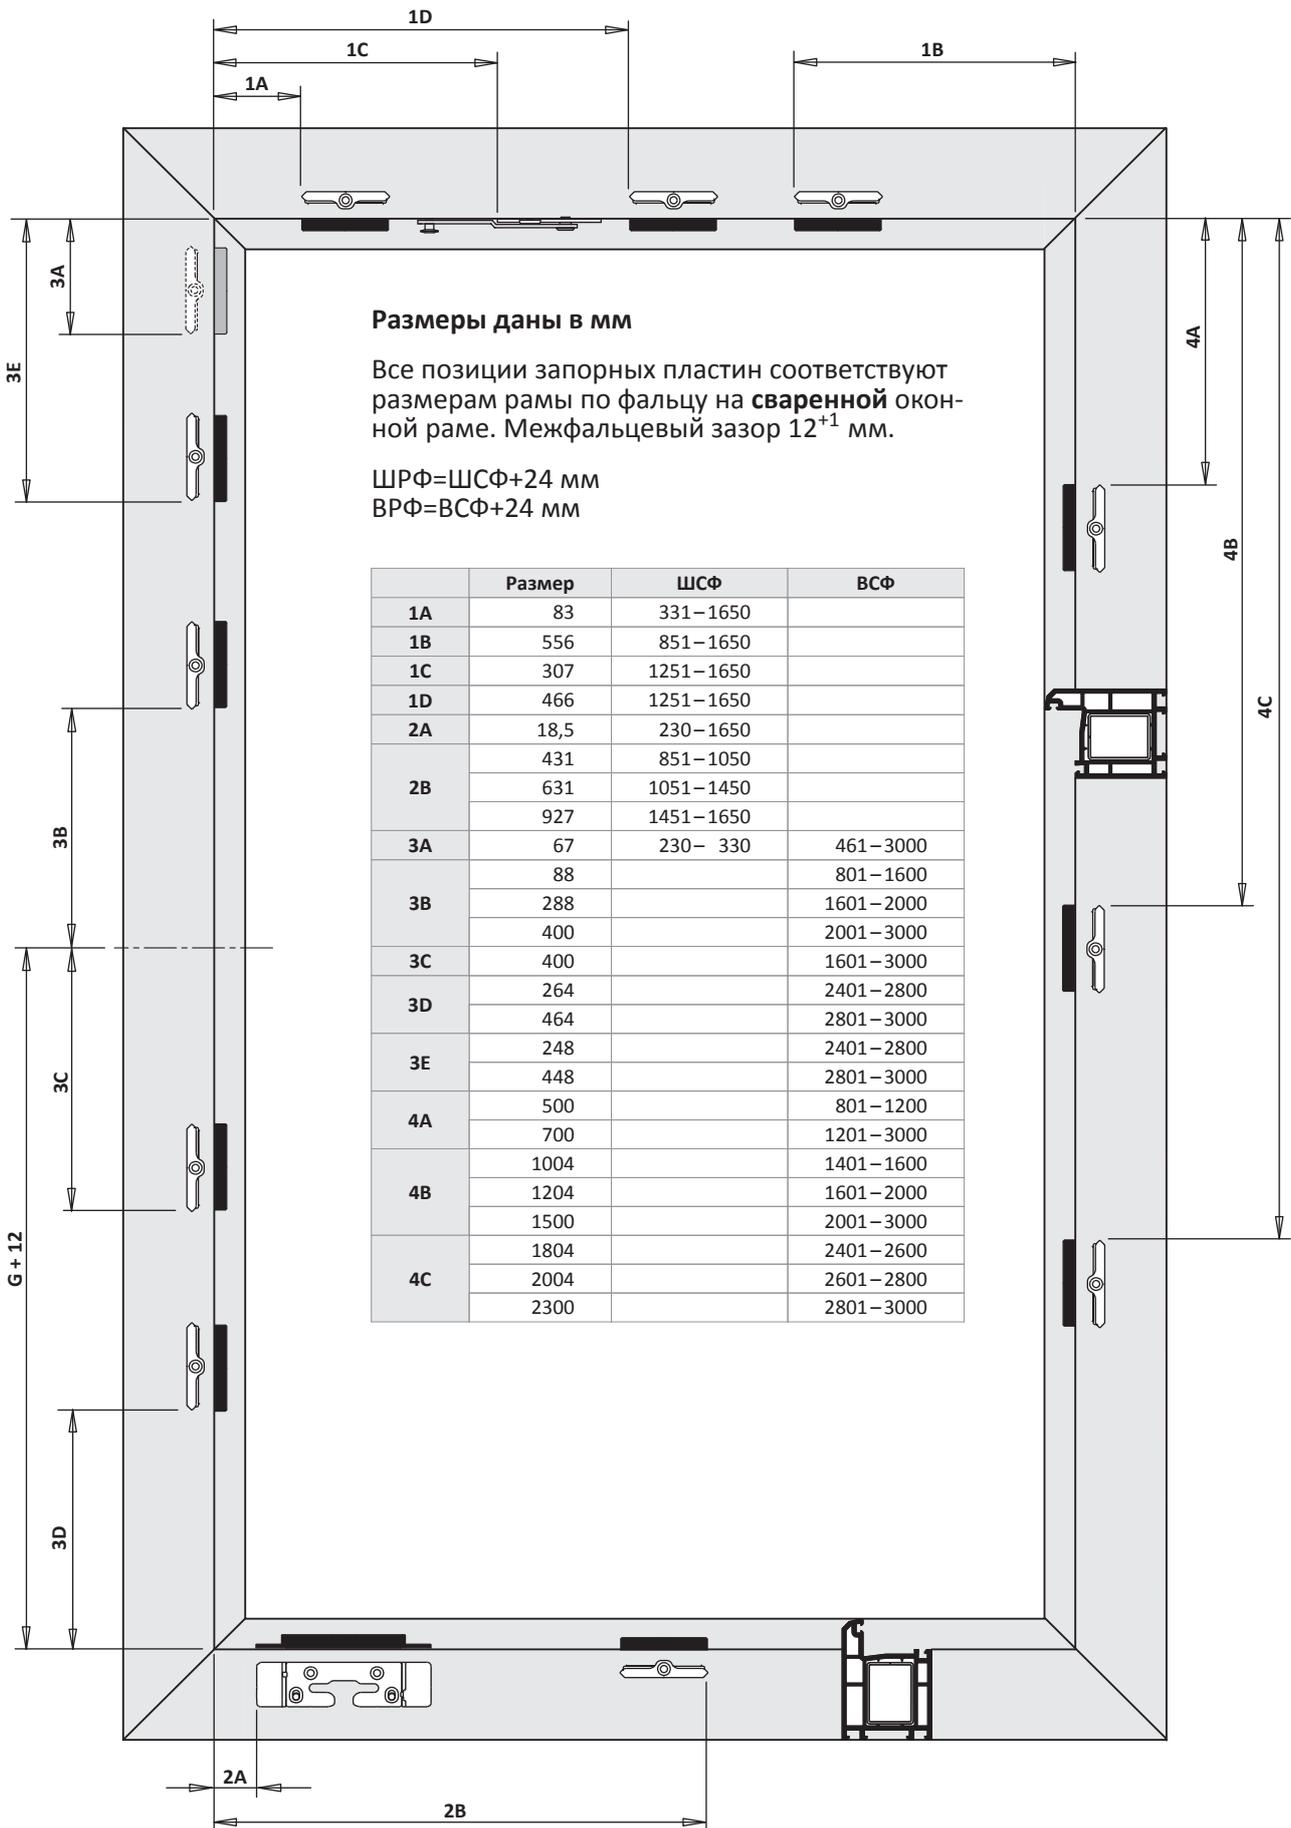 1D
1C
1B
1A
3A
3E
4A
4B
4C
Размеры даны в мм
Все позиции запорных пластин соответствуют
размерам рамы по фальцу на сваренной окон-
ной раме. Межфальцевый зазор 12+1 мм.
ШРФ=ШСФ+24 мм
ВРФ=ВСФ+24 мм
Размер ШСФ ВСФ
1A 83 331–1650
1B 556 851–1650
1C 307 1251–1650
1D 466 1251–1650
2A 18,5 230–1650
431 851–1050
2B 631 1051–1450
927 1451–1650
3A 67 230– 330 461–3000
88 801–1600
3B 288 1601–2000
400 2001–3000
3C 400 1601–3000
3D 264 2401–2800
464 2801–3000
3E 248 2401–2800
448 2801–3000
4A 500 801–1200
700 1201–3000
1004 1401–1600
4B 1204 1601–2000
1500 2001–3000
1804 2401–2600
4C 2004 2601–2800
2300 2801–3000
3B
3C
G + 12
3D
2A
2B